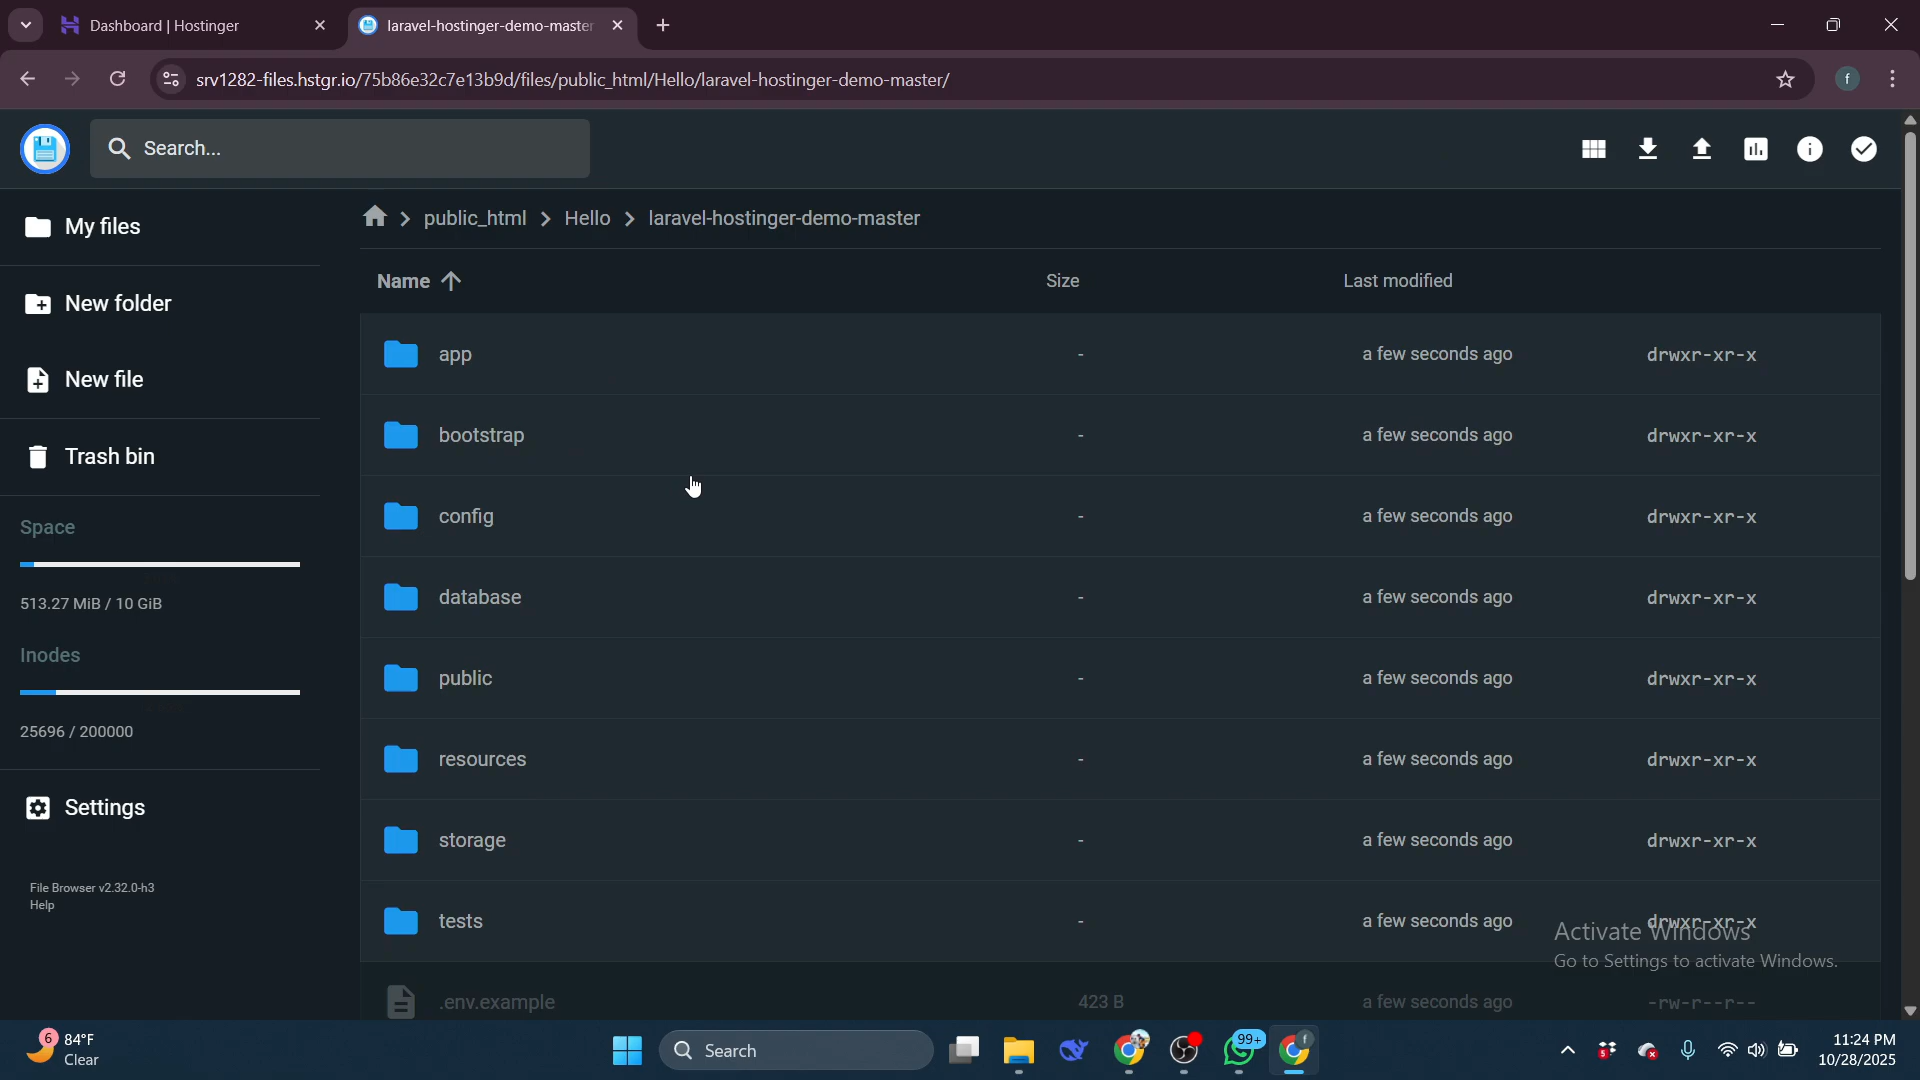 Dashboard | Hostinger
laravel-hostinger-demo-master
srv1282-files.hstgr.io/75b86e32c7e13b9d/files/public_html/Hello/laravel-hostinger-demo-master/
f
Search...
My files
New folder
New file
Trash bin
Space
513.27 MiB / 10 GiB
Inodes
25696 / 200000
Settings
File Browser v2.32.0-h3
Help
public_html
Hello
laravel-hostinger-demo-master
Name Size Last modified
app - a few seconds ago drwxr-xr-x
bootstrap - a few seconds ago drwxr-xr-x
config - a few seconds ago drwxr-xr-x
database - a few seconds ago drwxr-xr-x
public - a few seconds ago drwxr-xr-x
resources - a few seconds ago drwxr-xr-x
storage - a few seconds ago drwxr-xr-x
tests - a few seconds ago drwxr-xr-x
.env.example 423 B a few seconds ago -rw-r--r--
Activate Windows
Go to Settings to activate Windows.
6
84°F
Clear
Search
99+
f
5
11:24 PM
10/28/2025